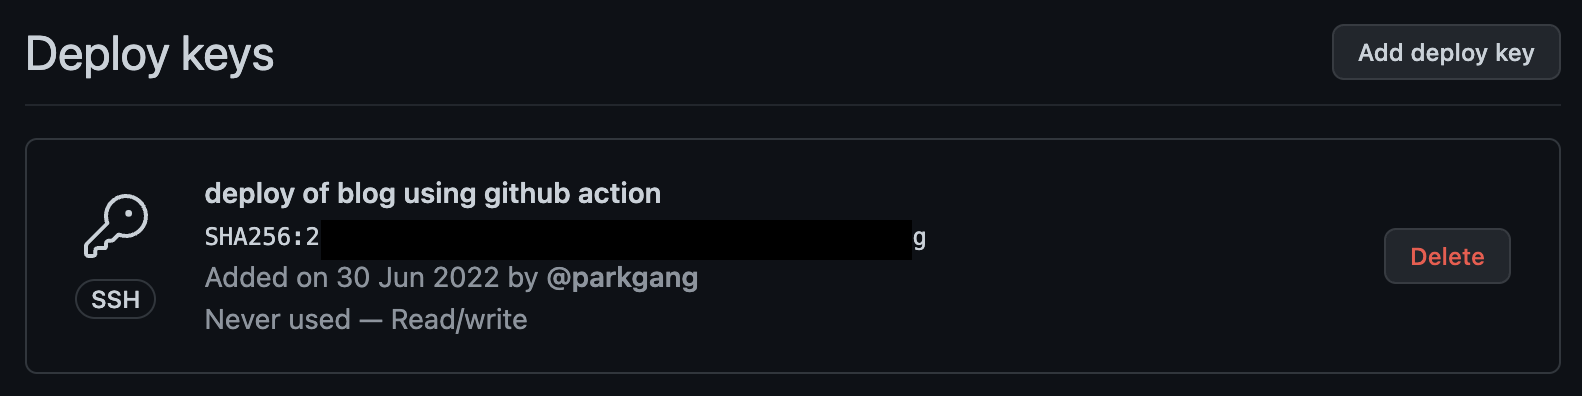 Deploy keys
Add deploy key
deploy of blog using github action
SHA256:2 g
Added on 30 Jun 2022 by @parkgang
Never used — Read/write
SSH
Delete